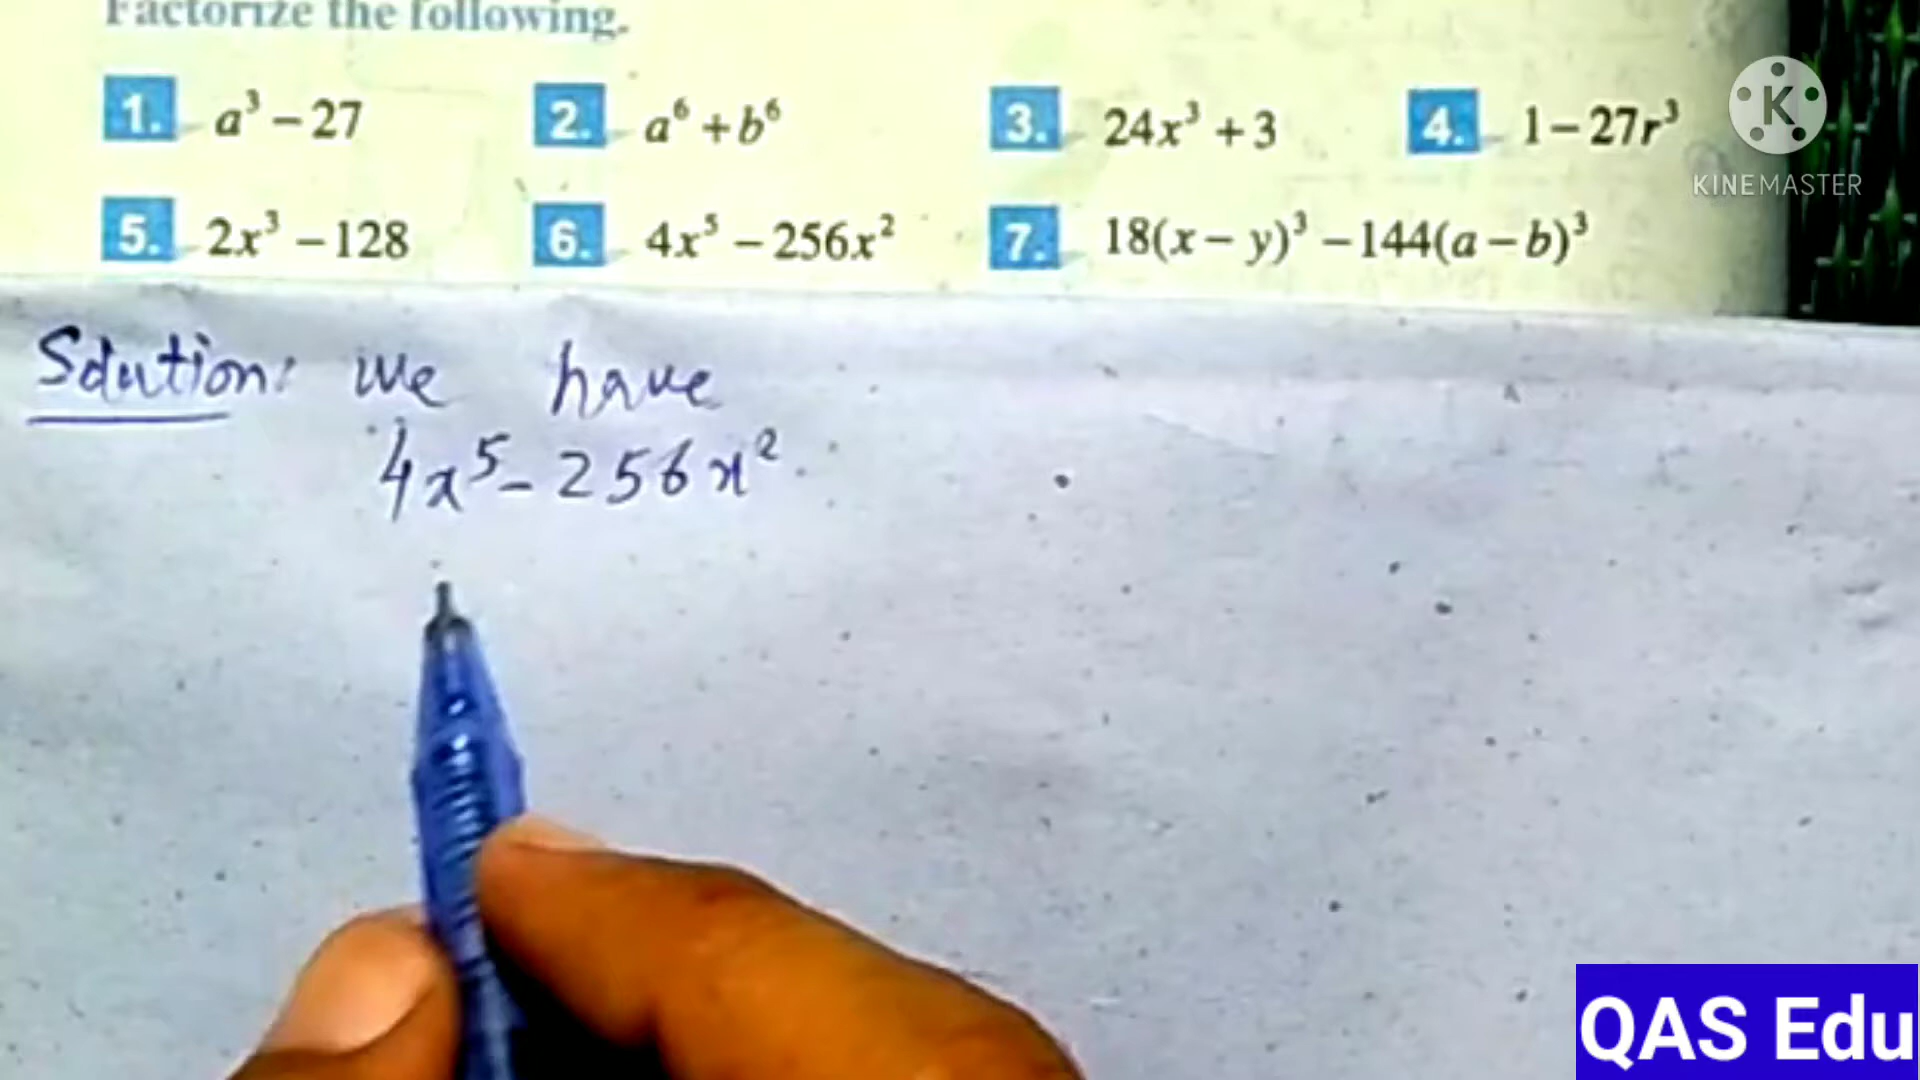 Factorize the following.
1. a³ – 27 2. a⁶ + b⁶ 3. 24x³ + 3 4. 1 – 27r³
5. 2x³ – 128 6. 4x⁵ – 256x² 7. 18(x – y)³ – 144(a – b)³
KINEMASTER
Solution: we have
4x⁵ - 256x²
QAS Edu